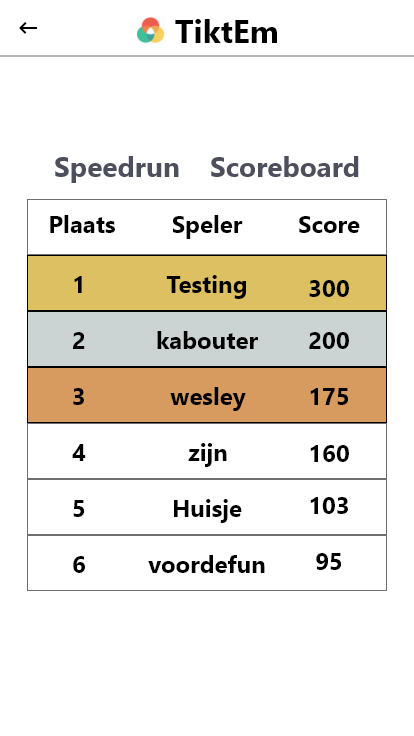 TiktEm
Speedrun Scoreboard
Plaats Speler Score
1 Testing 300
2 kabouter 200
3 wesley 175
4 zijn 160
5 Huisje 103
6 voordefun 95